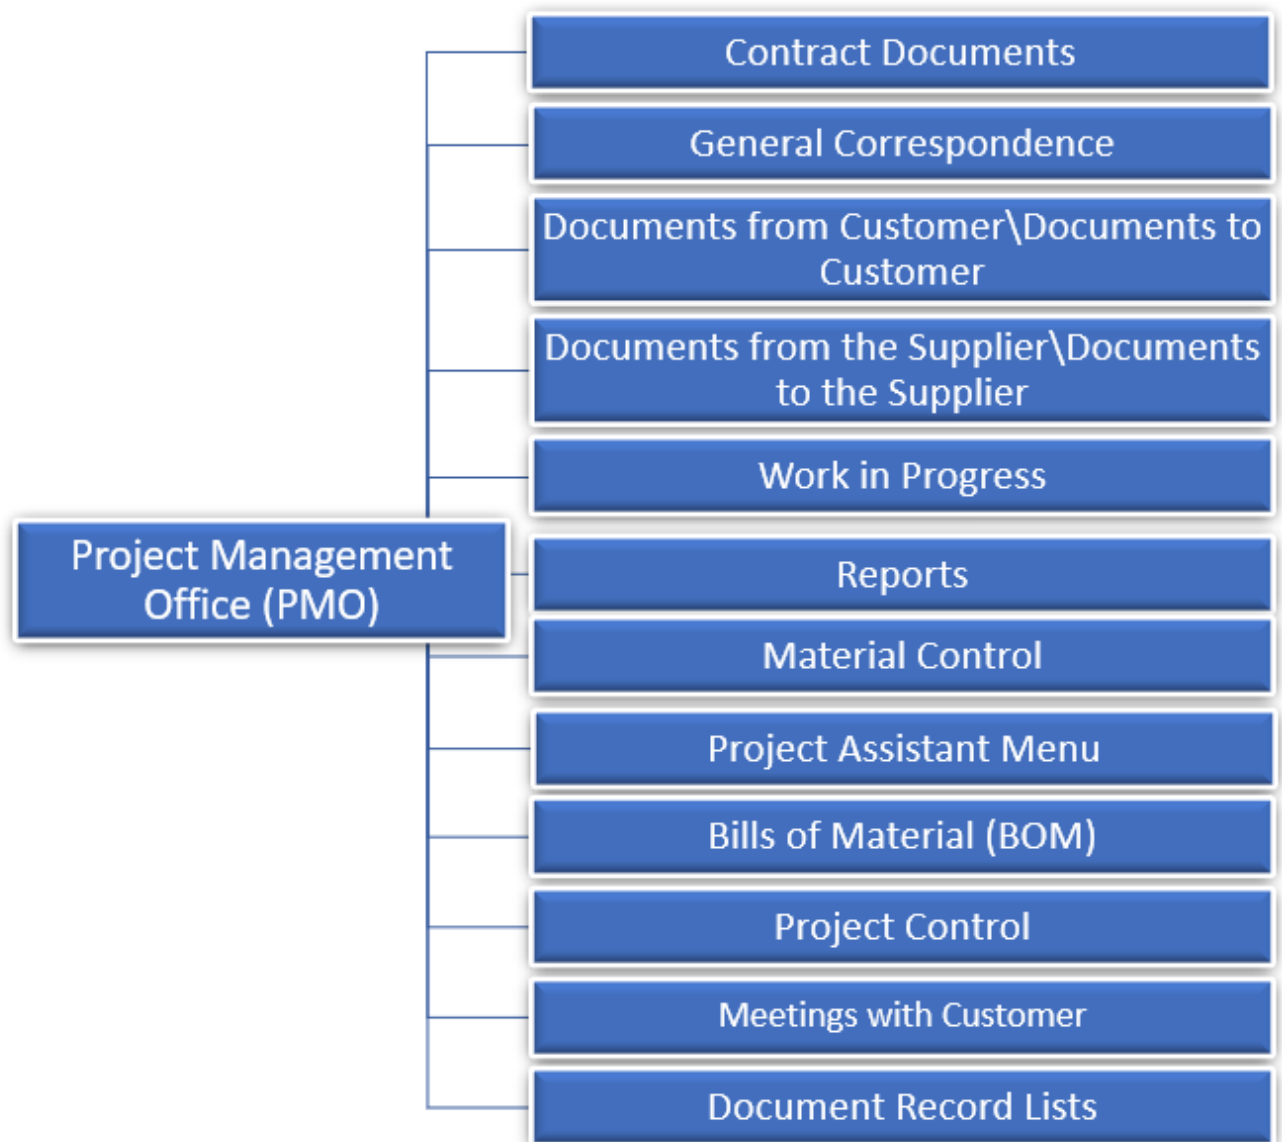 Contract Documents
General Correspondence
Documents from Customer\Documents to
Customer
Documents from the Supplier\Documents
to the Supplier
Work in Progress
Project Management
Office (PMO)
Reports
Material Control
Project Assistant Menu
Bills of Material (BOM)
Project Control
Meetings with Customer
Document Record Lists